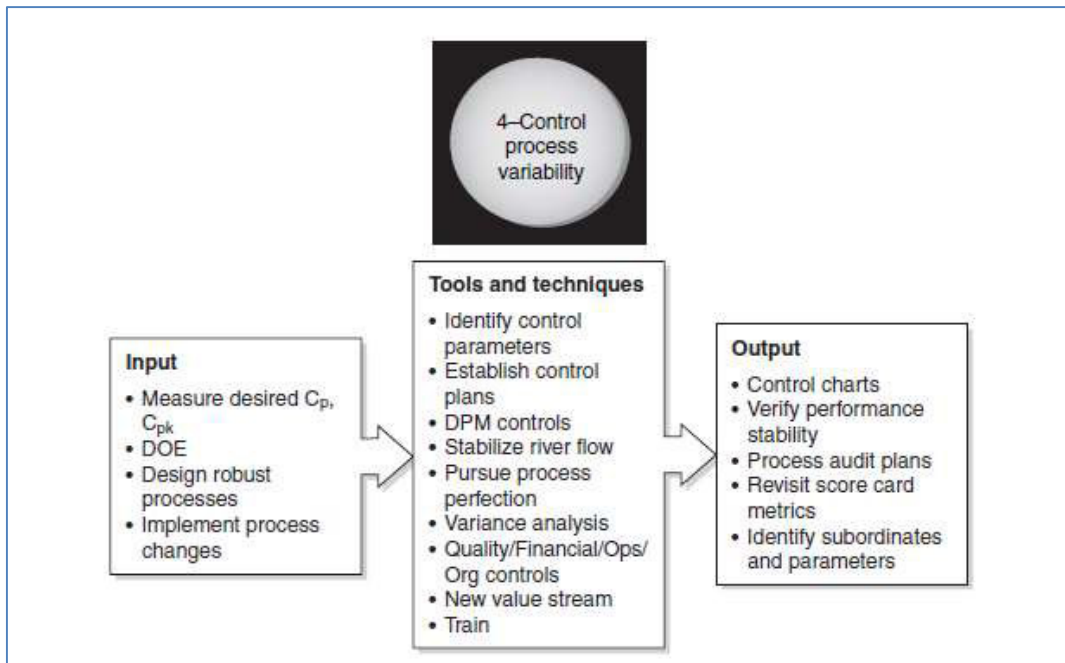 4–Control
process
variability
Input
• Measure desired Cp,
Cpk
• DOE
• Design robust
processes
• Implement process
changes
Tools and techniques
• Identify control
parameters
• Establish control
plans
• DPM controls
• Stabilize river flow
• Pursue process
perfection
• Variance analysis
• Quality/Financial/Ops/
Org controls
• New value stream
• Train
Output
• Control charts
• Verify performance
stability
• Process audit plans
• Revisit score card
metrics
• Identify subordinates
and parameters